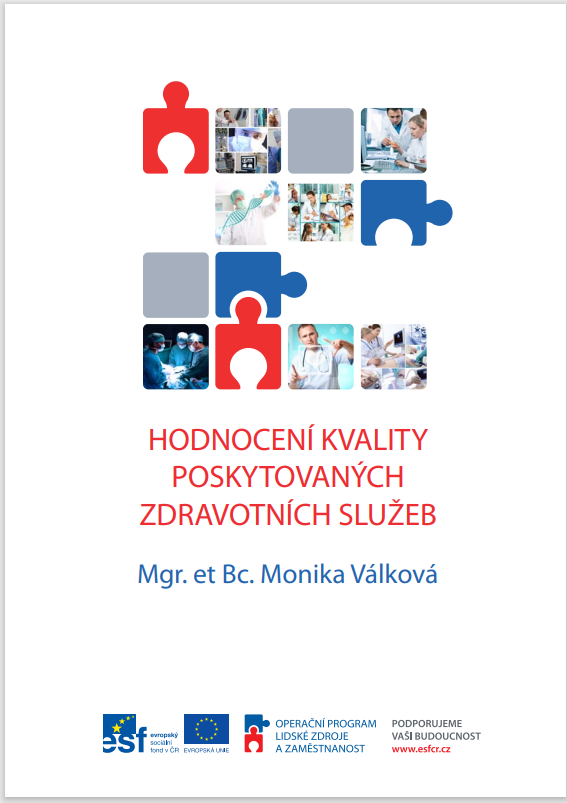 HODNOCENÍ KVALITY
POSKYTOVANÝCH
ZDRAVOTNÍCH SLUŽEB
Mgr. et Bc. Monika Válková
esf
evropský
sociální
fond v ČR
EVROPSKÁ UNIE
OPERAČNÍ PROGRAM
LIDSKÉ ZDROJE
A ZAMĚSTNANOST
PODPORUJEME
VAŠI BUDOUCNOST
www.esfcr.cz